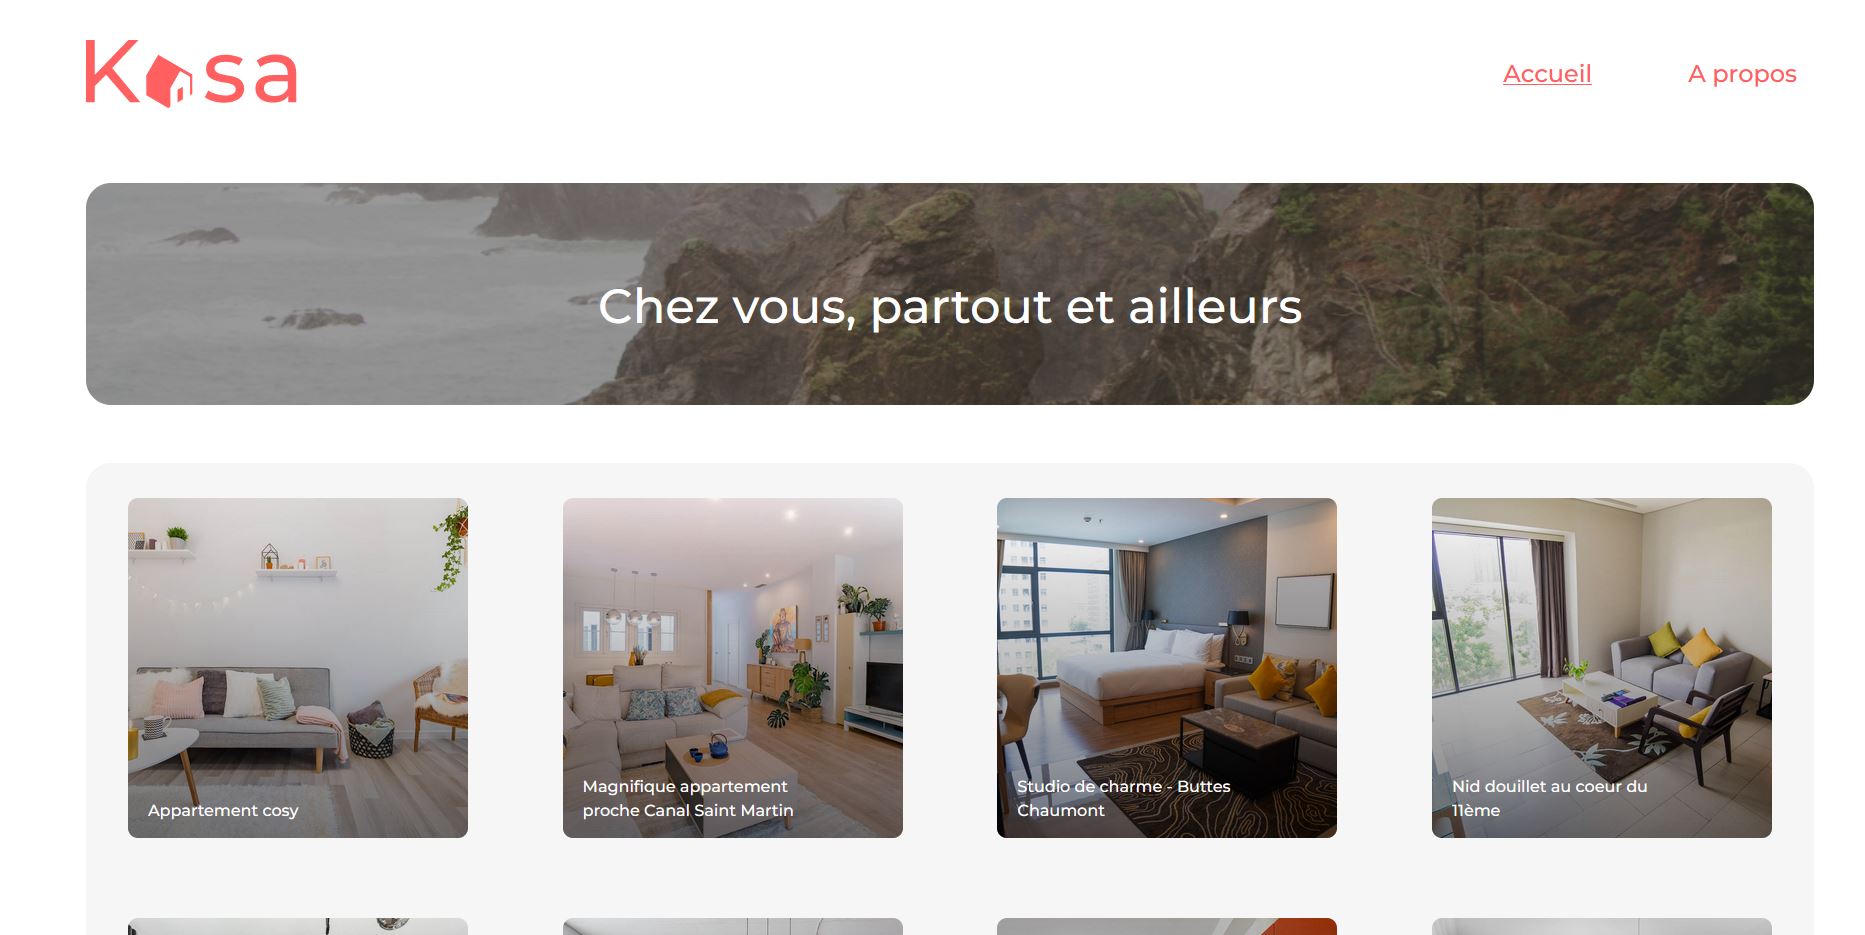 Kasa
Accueil
A propos
Chez vous, partout et ailleurs
Appartement cosy
Magnifique appartement
proche Canal Saint Martin
Studio de charme - Buttes
Chaumont
Nid douillet au coeur du
11ème